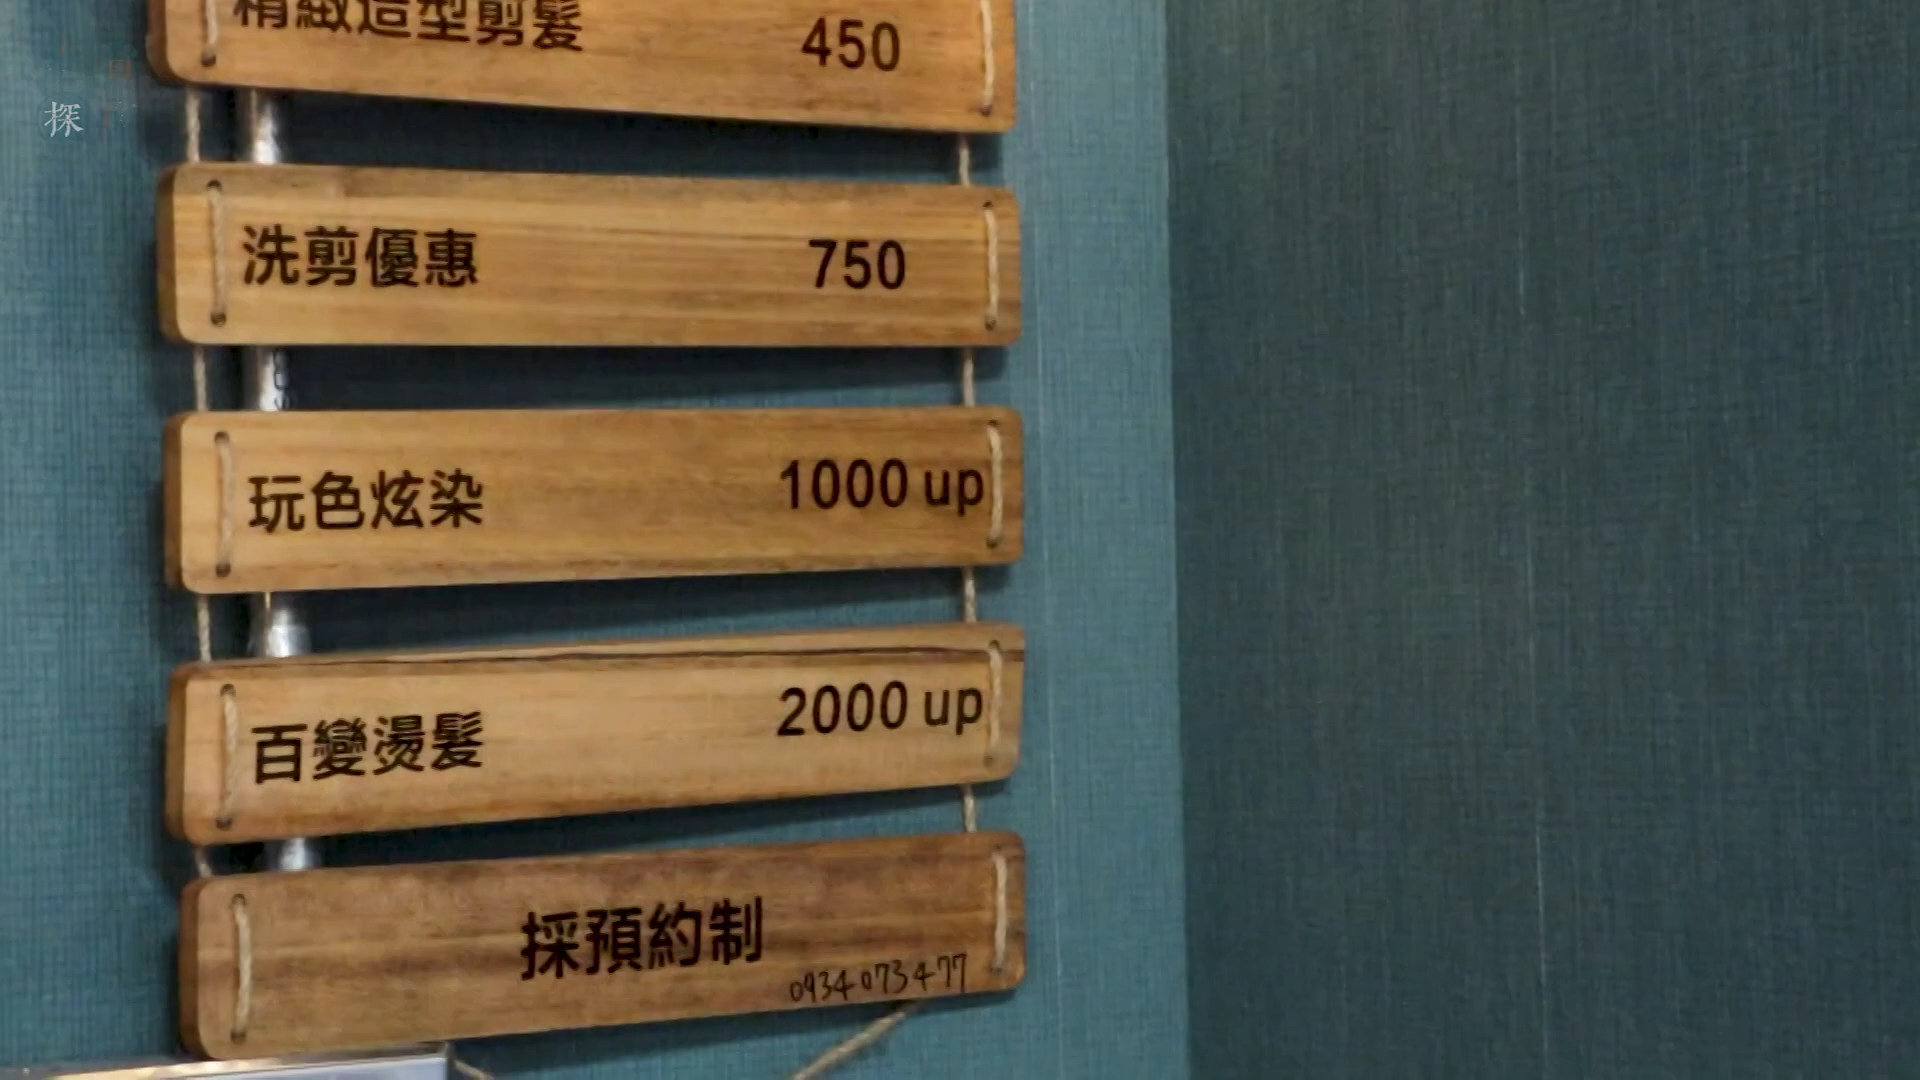 探
精緻造型剪髮 450
洗剪優惠 750
玩色炫染 1000 up
百變燙髮 2000 up
採預約制
0934073477